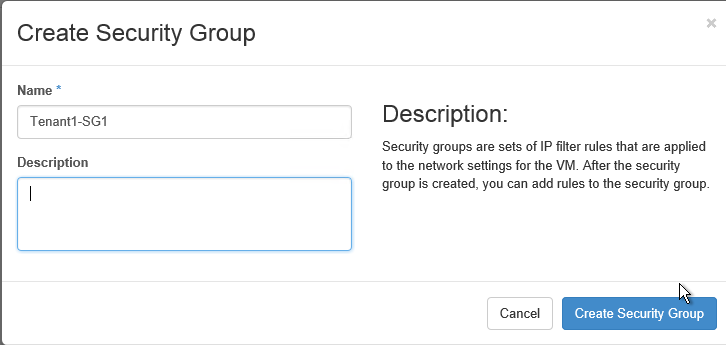 Create Security Group
×
Name *
Tenant1-SG1
Description
Description:
Security groups are sets of IP filter rules that are applied
to the network settings for the VM. After the security
group is created, you can add rules to the security group.
Cancel
Create Security Group